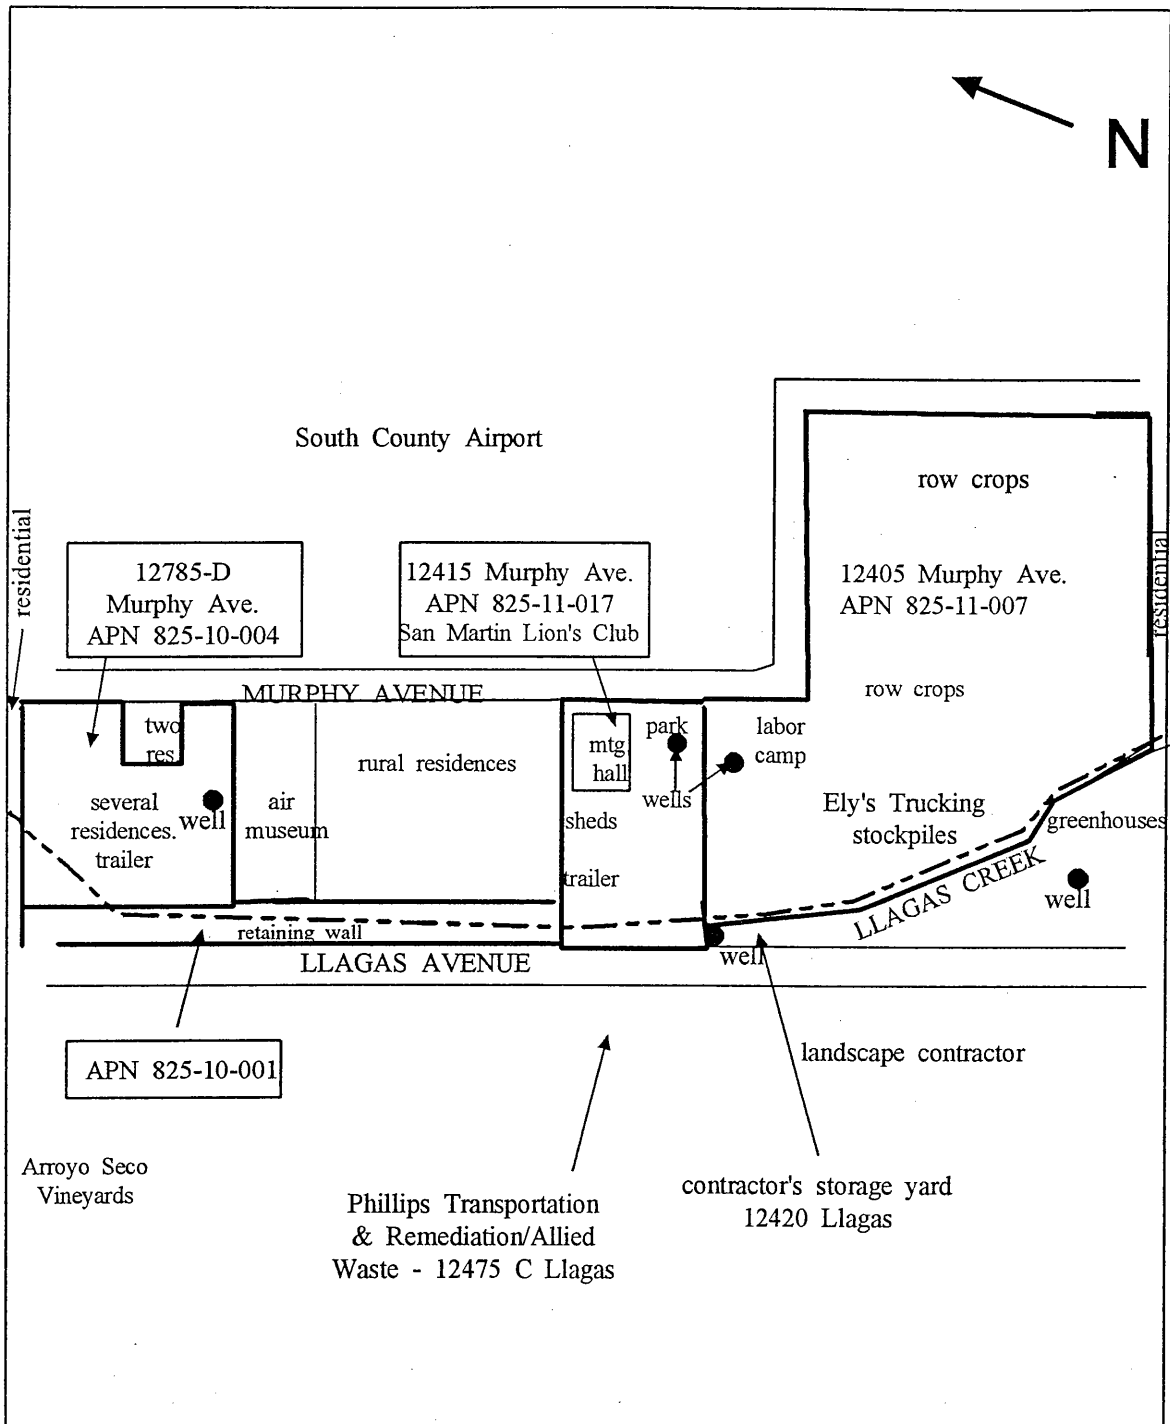 N
South County Airport
row crops
residential
12785-D
Murphy Ave.
APN 825-10-004
12415 Murphy Ave.
APN 825-11-017
San Martin Lion's Club
12405 Murphy Ave.
APN 825-11-007
residential
MURPHY AVENUE
row crops
two
res.
rural residences
mtg.
hall
park
labor
camp
several
residences.
trailer
well
air
museum
sheds
wells
Ely's Trucking
stockpiles
greenhouses
trailer
LLAGAS CREEK
well
retaining wall
well
LLAGAS AVENUE
APN 825-10-001
landscape contractor
Arroyo Seco
Vineyards
Phillips Transportation
& Remediation/Allied
Waste - 12475 C Llagas
contractor's storage yard
12420 Llagas